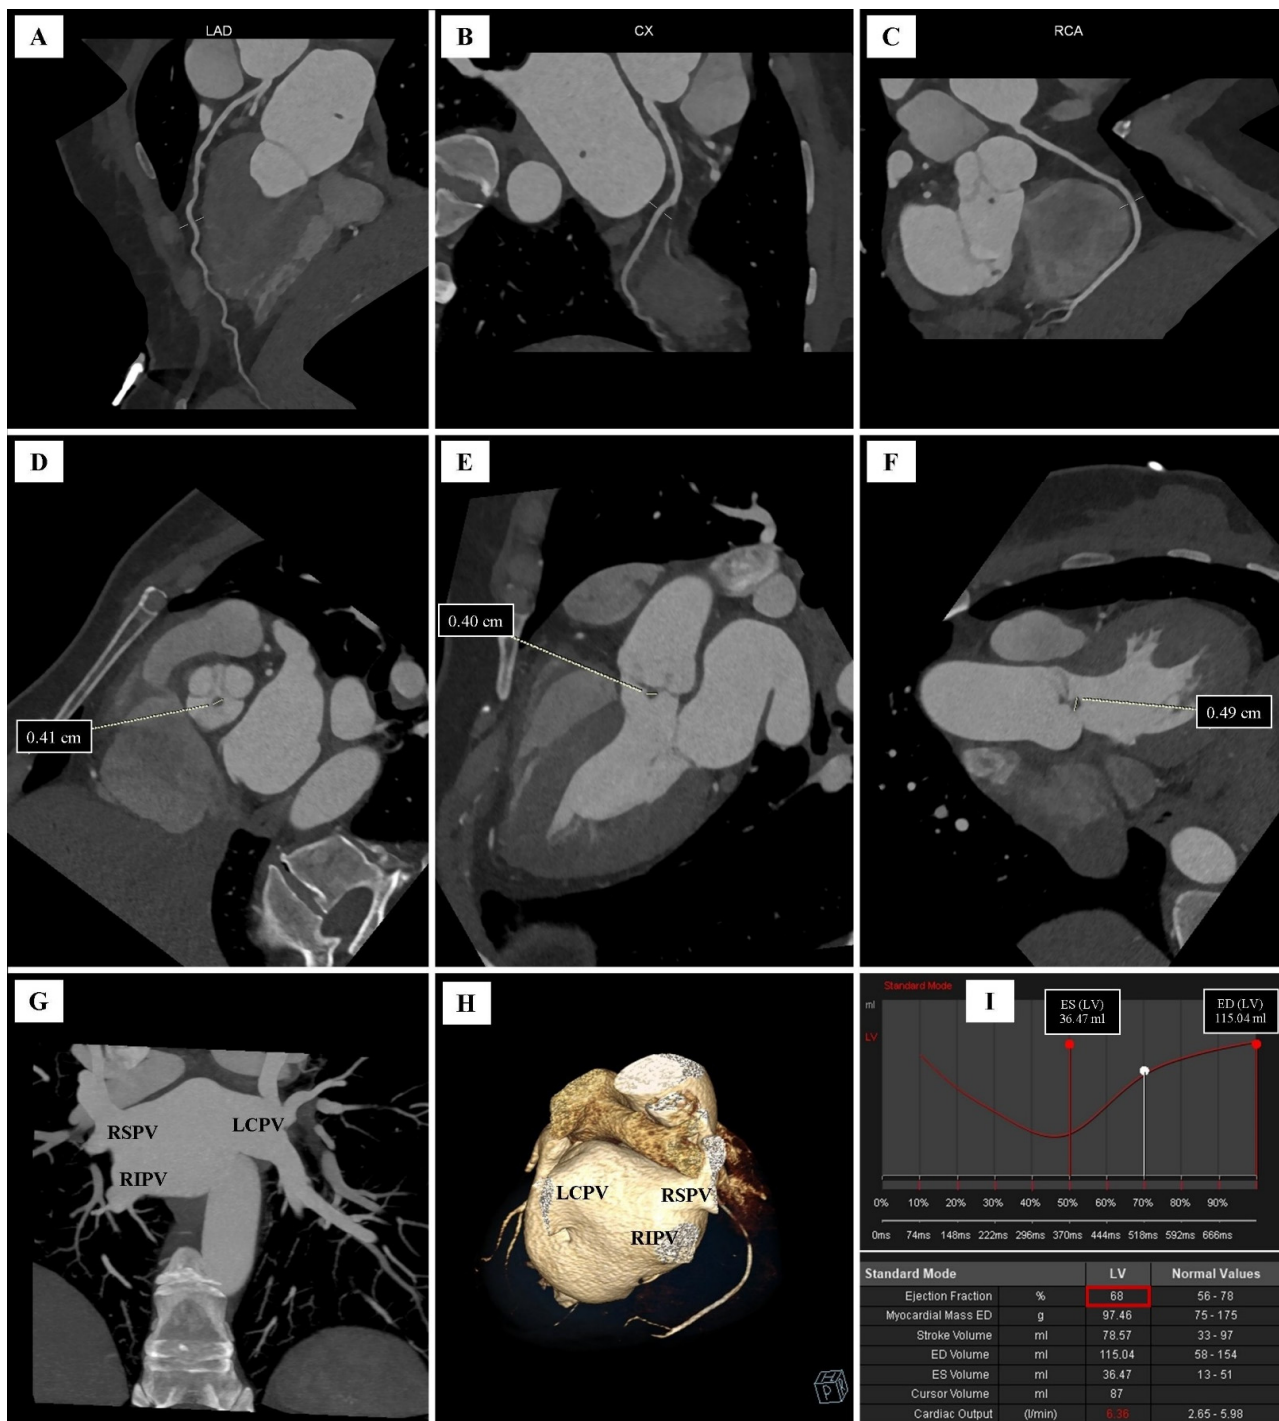 A
LAD
B
CX
C
RCA
D
0.41 cm
E
0.40 cm
F
0.49 cm
G
RSPV
LCPV
RIPV
H
LCPV
RSPV
RIPV
P
Standard Mode
I
ml
LV
ES (LV)
36.47 ml
ED (LV)
115.04 ml
0% 10% 20% 30% 40% 50% 60% 70% 80% 90%
0ms 74ms 148ms 222ms 296ms 370ms 444ms 518ms 592ms 666ms
Standard Mode LV Normal Values
Ejection Fraction % 68 56 - 78
Myocardial Mass ED g 97.46 75 - 175
Stroke Volume ml 78.57 33 - 97
ED Volume ml 115.04 58 - 154
ES Volume ml 36.47 13 - 51
Cursor Volume ml 87
Cardiac Output (l/min) 6.36 2.65 - 5.98